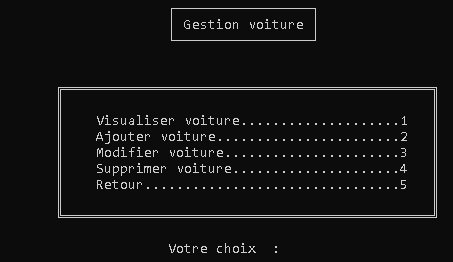 Gestion voiture
Visualiser voiture....................1
Ajouter voiture.......................2
Modifier voiture......................3
Supprimer voiture.....................4
Retour................................5
Votre choix  :